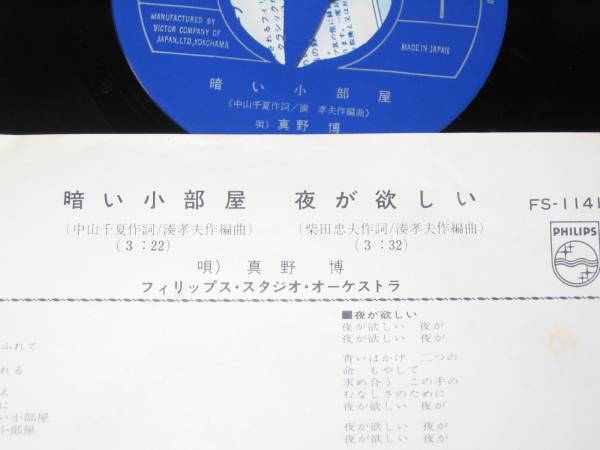 MANUFACTURED BY
VICTOR COMPANY OF
JAPAN, LTD., YOKOHAMA
MADE IN JAPAN
暗い小部屋
(中山千夏作詞/湊 孝夫作編曲)
唄) 真野 博
暗い小部屋 夜が欲しい
FS-1141
(中山千夏作詞/湊孝夫作編曲) (柴田忠夫作詞/湊孝夫作編曲)
(3:22) (3:32)
PHILIPS
唄) 真野 博
フィリップス・スタジオ・オーケストラ
ふれて
れる
え
に
い小部屋
小部屋
■夜が欲しい
夜が欲しい 夜が
夜が欲しい 夜が
青いほかげ 二つの
命 もやして
求め合う この手の
むなしさのために
夜が欲しい 夜が
夜が欲しい 夜が
夜が欲しい 夜が